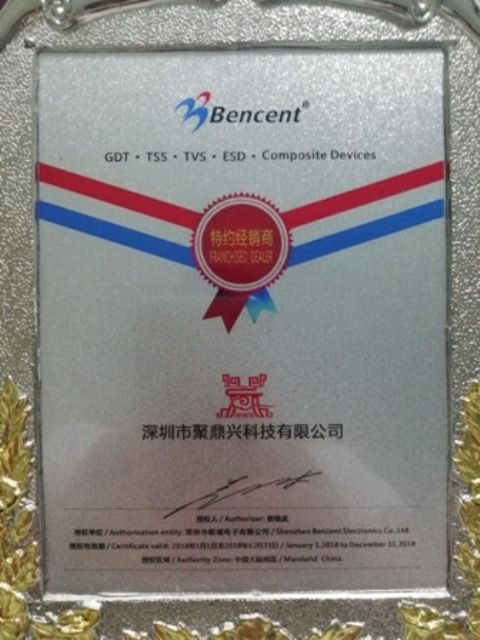 Bencent®
GDT · TSS · TVS · ESD · Composite Devices
特约经销商
FRANCHISED DEALER
深圳市聚鼎兴科技有限公司
授权人 / Authorizer:
授权单位 / Authorization entity: 深圳市槟城电子有限公司 / Shenzhen Bencent Electronics Co., Ltd.
授权有效期 / Certificate valid: 2018年1月1日至2018年12月31日 / January 1, 2018 to December 31, 2018
授权区域 / Authority Zone: 中国大陆地区 / Mainland China.